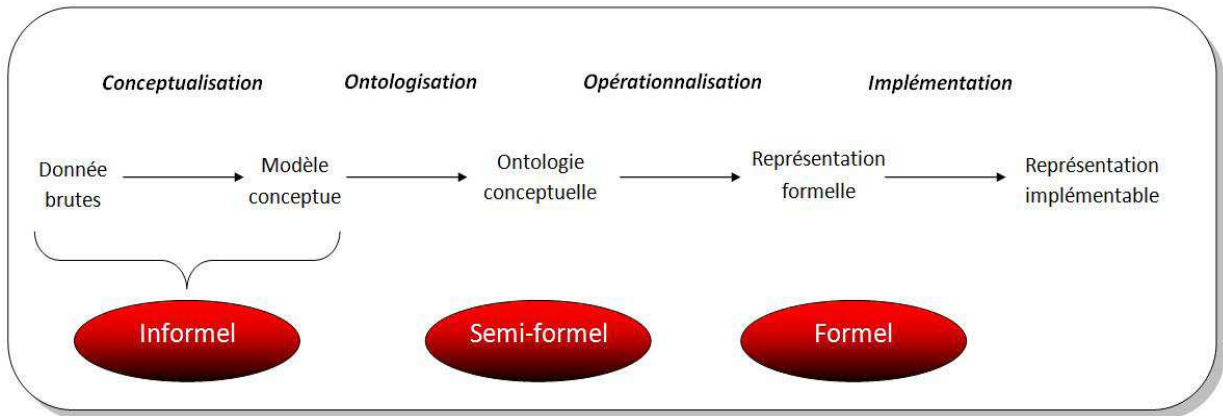 Conceptualisation Ontologisation Opérationnalisation Implémentation
Donnée
brutes
Modèle
conceptue
Ontologie
conceptuelle
Représentation
formelle
Représentation
implémentable
Informel
Semi-formel
Formel